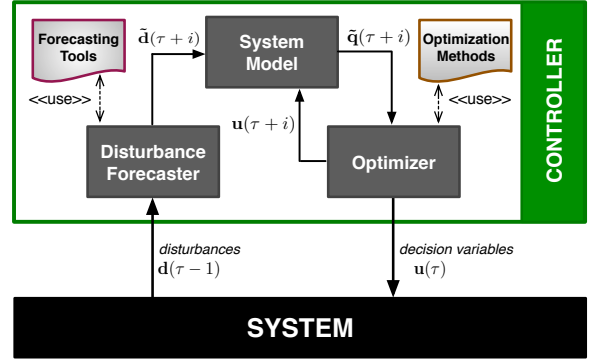 Forecasting
Tools
d̃(τ + i)
System
Model
q̃(τ + i)
Optimization
Methods
<<use>>
u(τ + i)
<<use>>
Disturbance
Forecaster
Optimizer
CONTROLLER
disturbances
d(τ − 1)
decision variables
u(τ)
SYSTEM